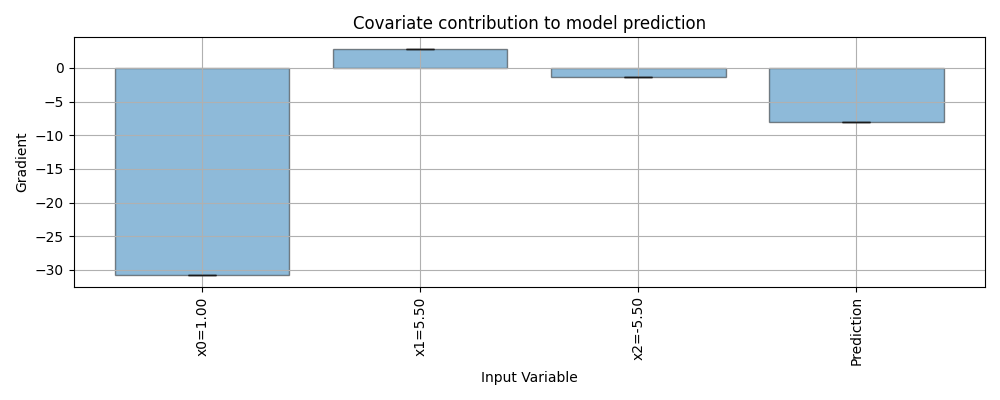 Covariate contribution to model prediction
Gradient
0
−5
−10
−15
−20
−25
−30
x0=1.00
x1=5.50
x2=-5.50
Prediction
Input Variable